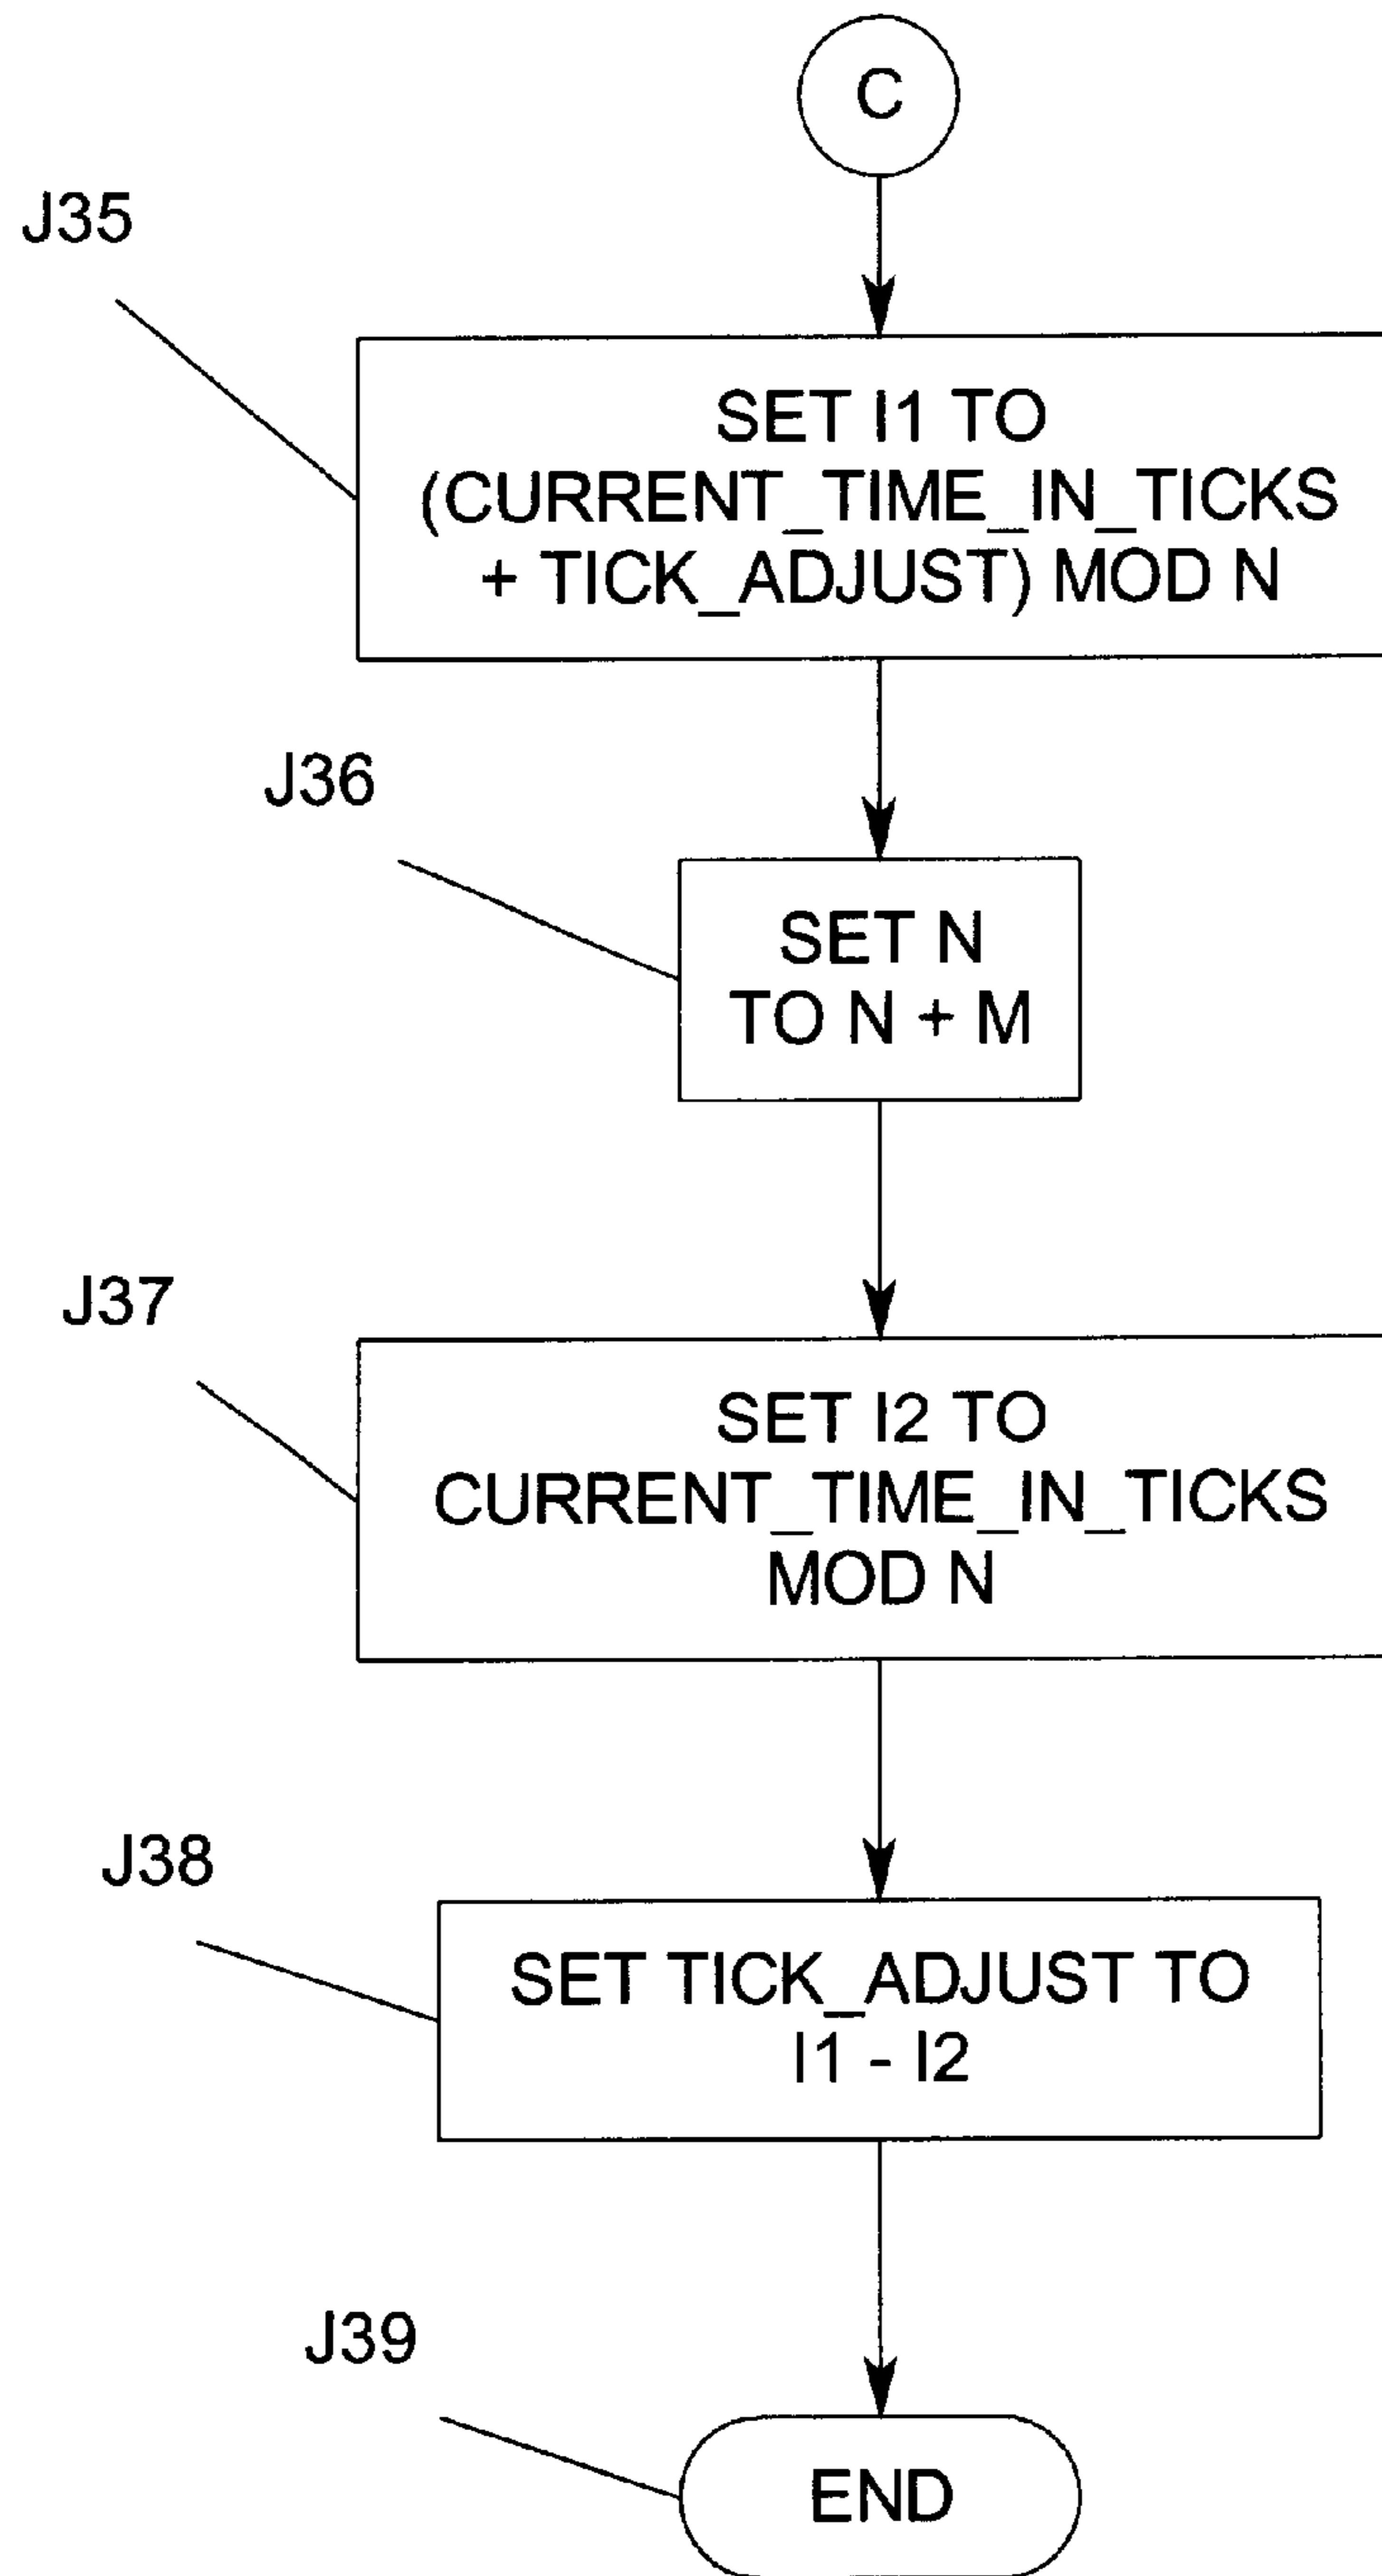 C
J35
SET I1 TO
(CURRENT_TIME_IN_TICKS
+ TICK_ADJUST) MOD N
J36
SET N
TO N + M
J37
SET I2 TO
CURRENT_TIME_IN_TICKS
MOD N
J38
SET TICK_ADJUST TO
I1 - I2
J39
END